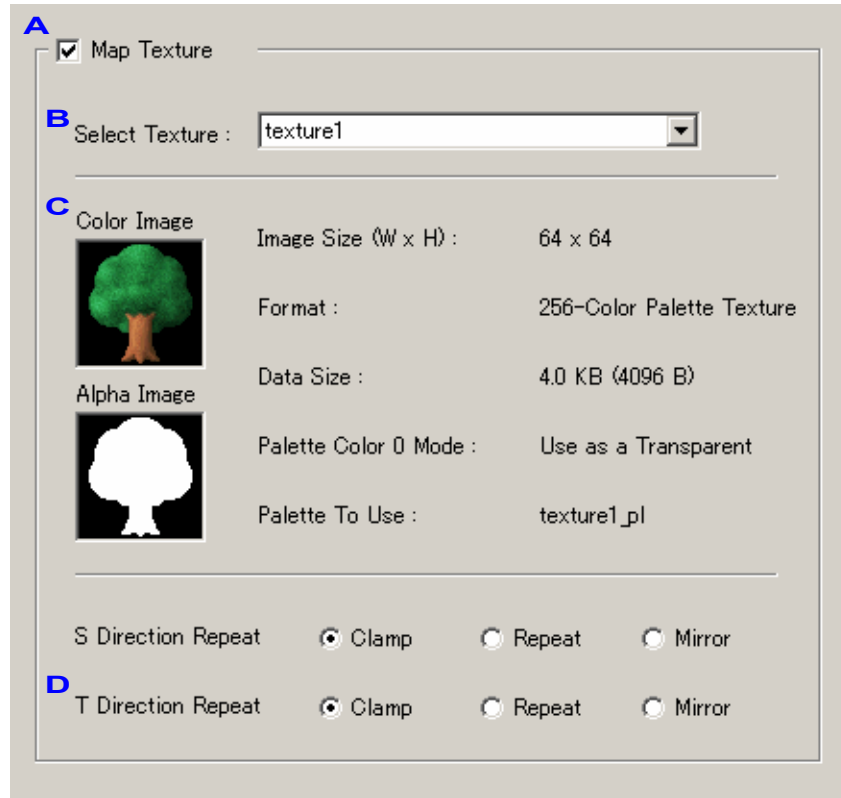 A
Map Texture
B
Select Texture : texture1
C
Color Image
Image Size (W x H) : 64 x 64
Format : 256-Color Palette Texture
Data Size : 4.0 KB (4096 B)
Alpha Image
Palette Color 0 Mode : Use as a Transparent
Palette To Use : texture1_pl
S Direction Repeat Clamp Repeat Mirror
D
T Direction Repeat Clamp Repeat Mirror